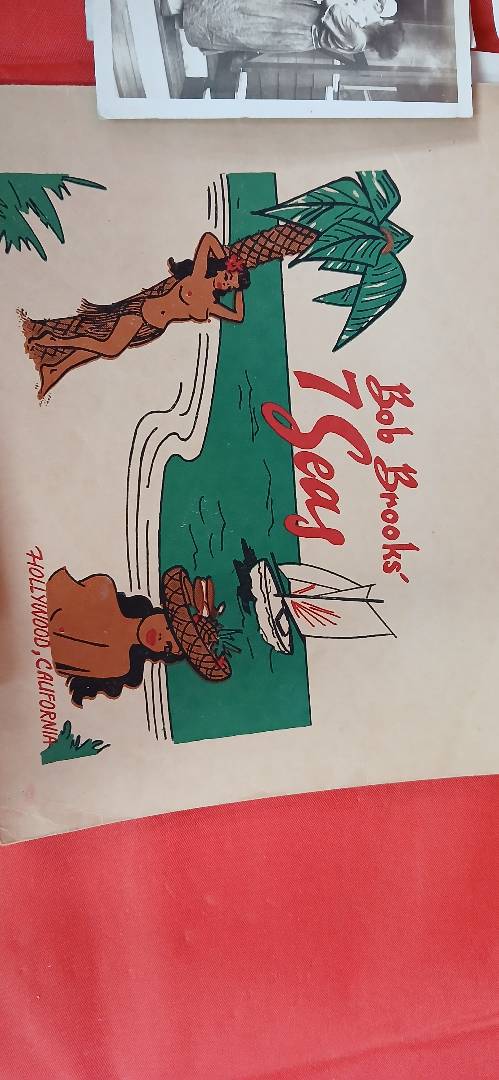 Bob Brooks'
7 Seas
HOLLYWOOD, CALIFORNIA